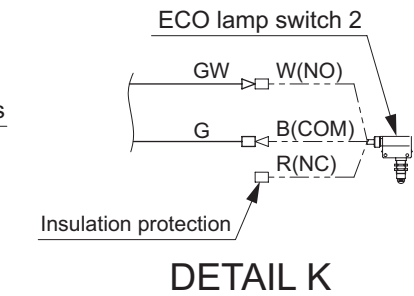 ECO lamp switch 2
GW W(NO)
s
G B(COM)
R(NC)
Insulation protection
DETAIL K